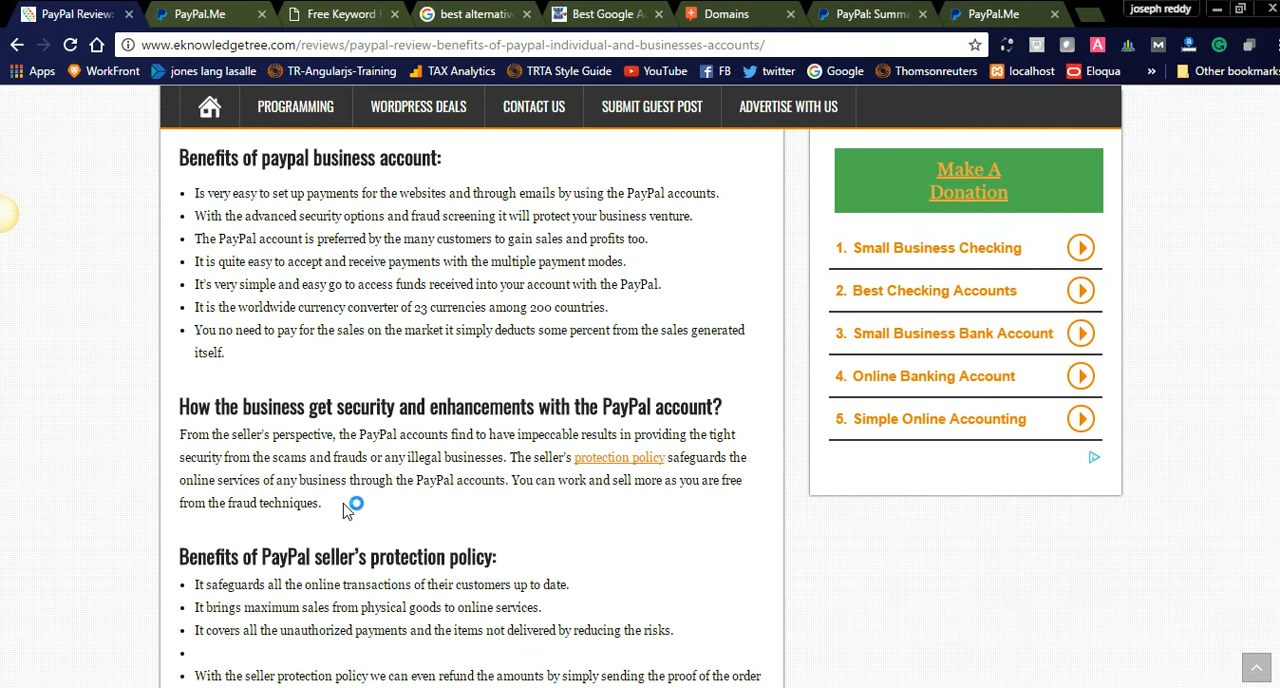 PayPal Review:
PayPal.Me
Free Keyword
best alternativ
Best Google A
Domains
PayPal: Summa
PayPal.Me
joseph reddy
www.eknowledgetree.com/reviews/paypal-review-benefits-of-paypal-individual-and-businesses-accounts/
Apps
WorkFront
jones lang lasalle
TR-Angularjs-Training
TAX Analytics
TRTA Style Guide
YouTube
FB
twitter
Google
Thomsonreuters
localhost
Eloqua
»
Other bookmarks
PROGRAMMING
WORDPRESS DEALS
CONTACT US
SUBMIT GUEST POST
ADVERTISE WITH US
Benefits of paypal business account:
• Is very easy to set up payments for the websites and through emails by using the PayPal accounts.
• With the advanced security options and fraud screening it will protect your business venture.
• The PayPal account is preferred by the many customers to gain sales and profits too.
• It is quite easy to accept and receive payments with the multiple payment modes.
• It's very simple and easy go to access funds received into your account with the PayPal.
• It is the worldwide currency converter of 23 currencies among 200 countries.
• You no need to pay for the sales on the market it simply deducts some percent from the sales generated
itself.
How the business get security and enhancements with the PayPal account?
From the seller's perspective, the PayPal accounts find to have impeccable results in providing the tight
security from the scams and frauds or any illegal businesses. The seller's protection policy safeguards the
online services of any business through the PayPal accounts. You can work and sell more as you are free
from the fraud techniques.
Benefits of PayPal seller's protection policy:
• It safeguards all the online transactions of their customers up to date.
• It brings maximum sales from physical goods to online services.
• It covers all the unauthorized payments and the items not delivered by reducing the risks.
•
• With the seller protection policy we can even refund the amounts by simply sending the proof of the order
Make A
Donation
1. Small Business Checking
2. Best Checking Accounts
3. Small Business Bank Account
4. Online Banking Account
5. Simple Online Accounting